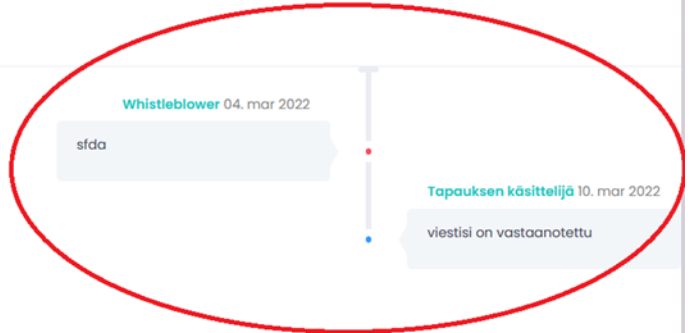 Whistleblower 04. mar 2022
sfda
Tapauksen käsittelijä 10. mar 2022
viestisi on vastaanotettu